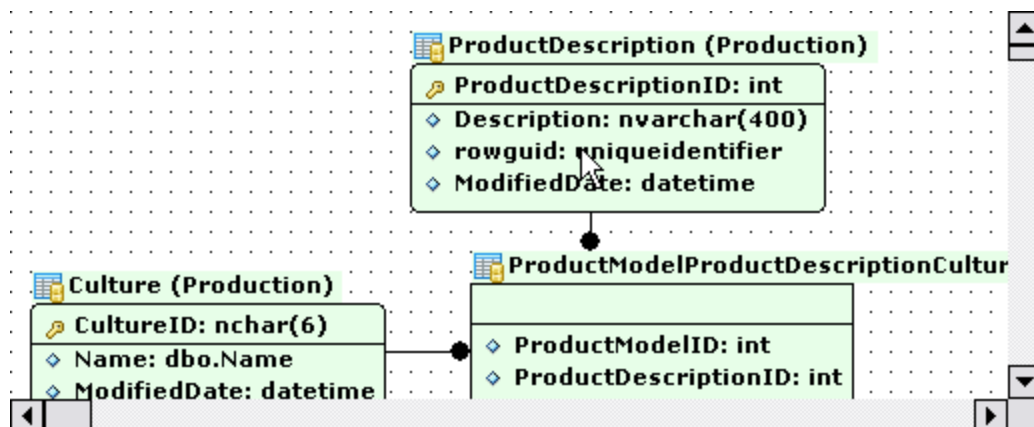 ProductDescription (Production)
ProductDescriptionID: int
Description: nvarchar(400)
rowguid: uniqueidentifier
ModifiedDate: datetime
ProductModelProductDescriptionCultur
Culture (Production)
CultureID: nchar(6)
Name: dbo.Name
ModifiedDate: datetime
ProductModelID: int
ProductDescriptionID: int